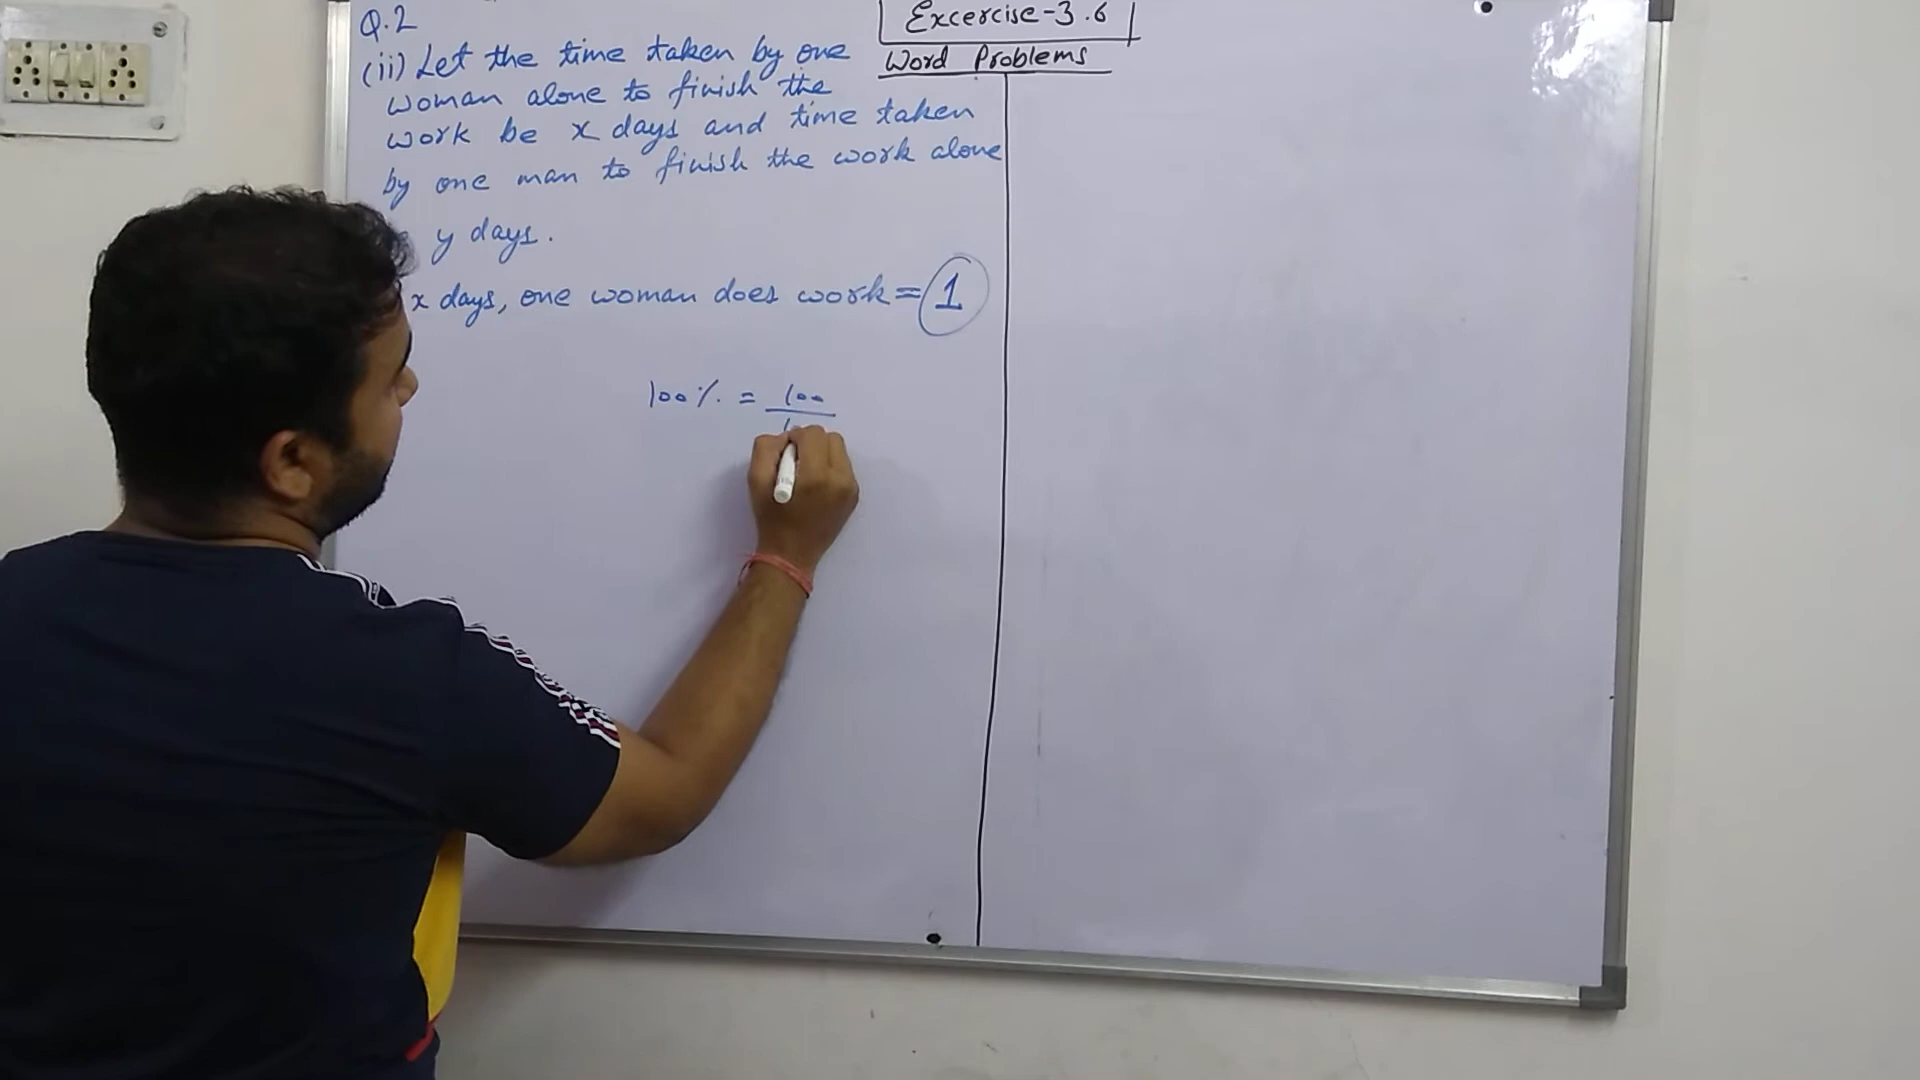 Excercise-3.6
Word Problems
Q.2
(ii) Let the time taken by one
woman alone to finish the
work be x days and time taken
by one man to finish the work alone
y days.
x days, one woman does work = 1
100% = 100